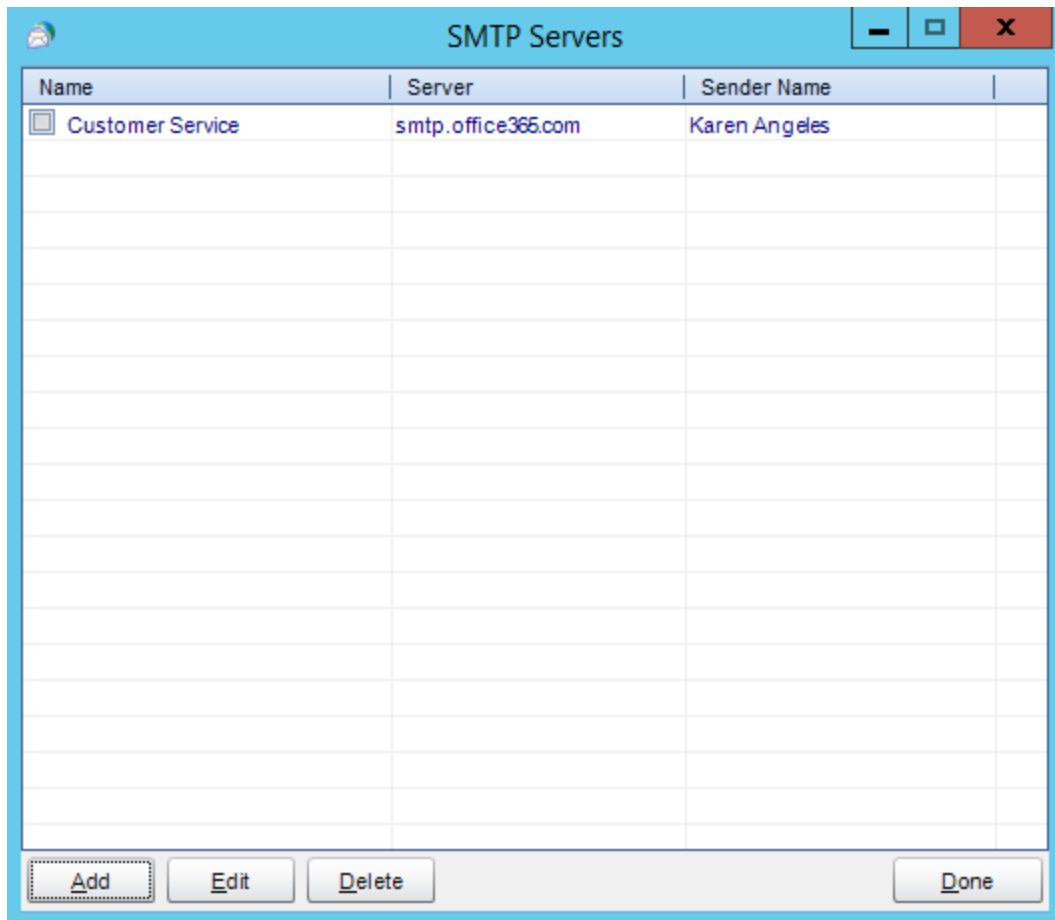 SMTP Servers
Name Server Sender Name
Customer Service smtp.office365.com Karen Angeles
Add Edit Delete Done